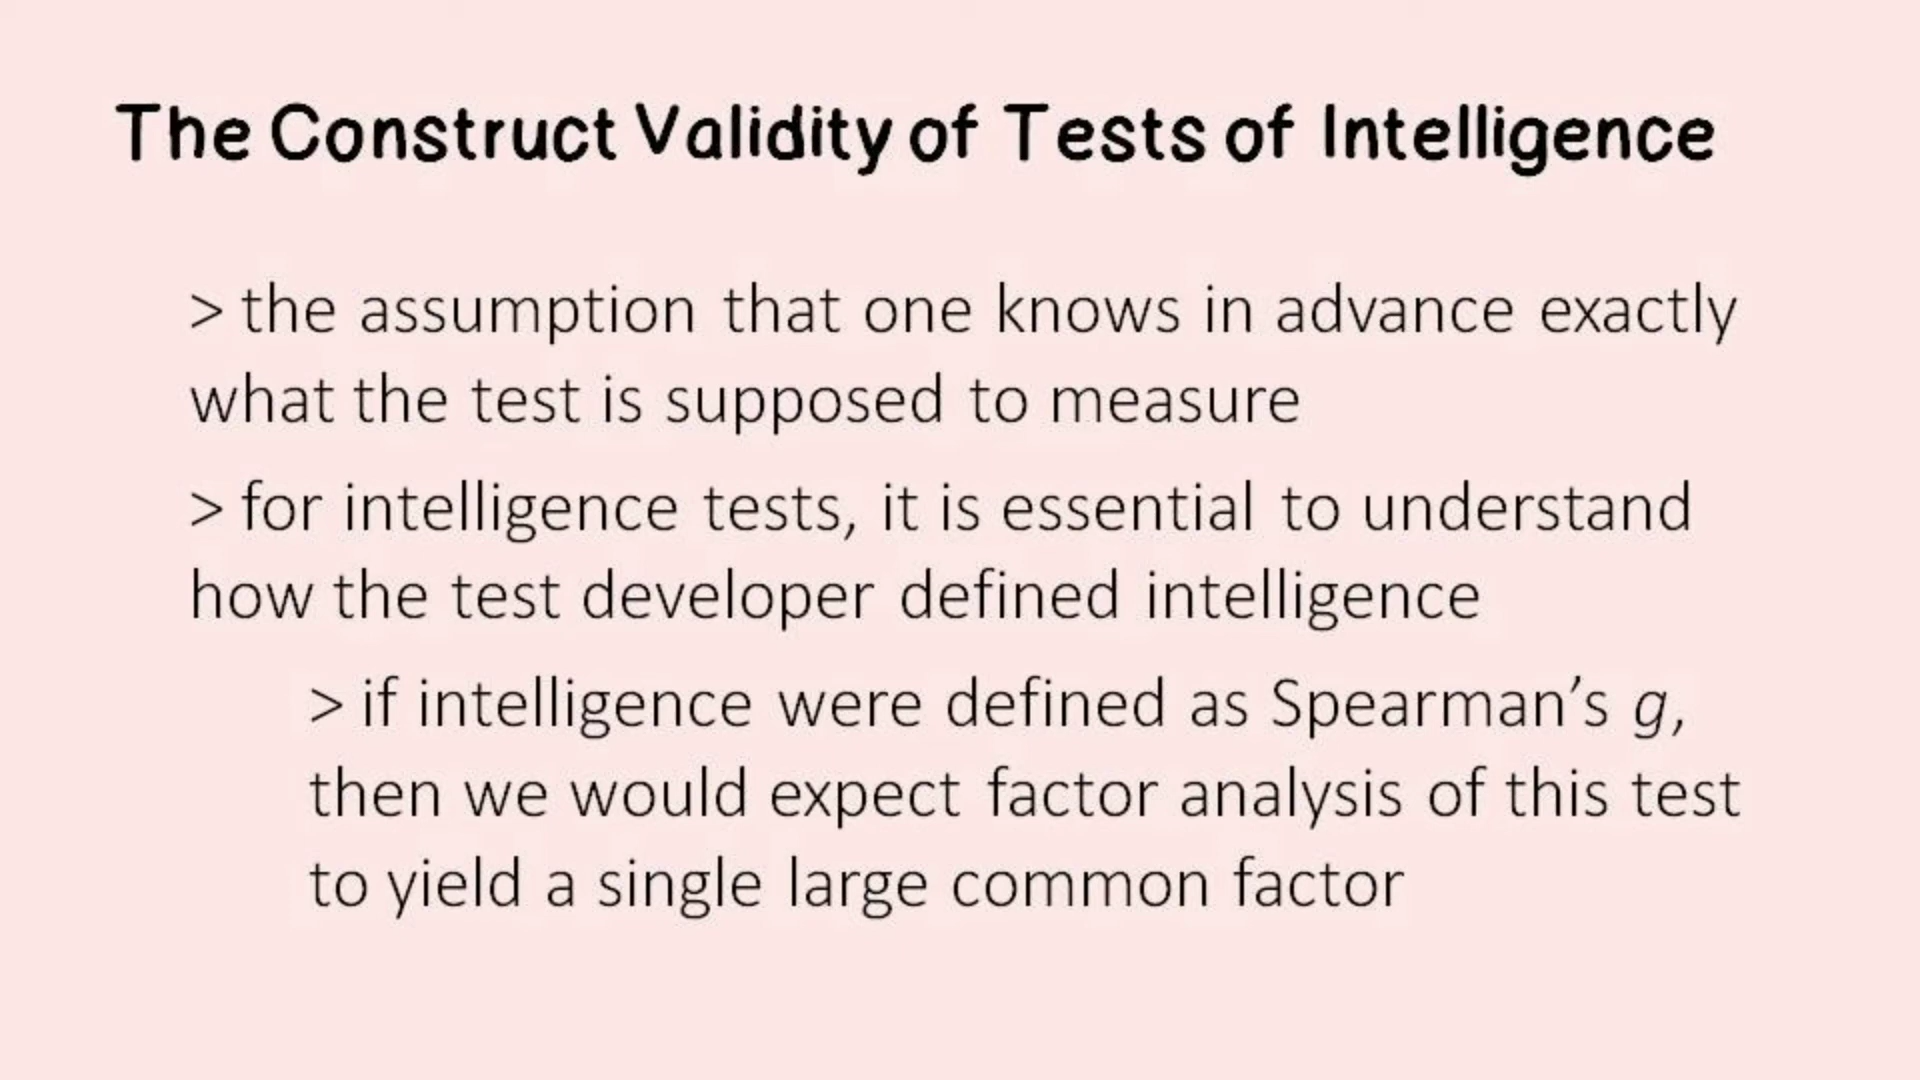 The Construct Validity of Tests of Intelligence
> the assumption that one knows in advance exactly
what the test is supposed to measure
> for intelligence tests, it is essential to understand
how the test developer defined intelligence
> if intelligence were defined as Spearman’s g,
then we would expect factor analysis of this test
to yield a single large common factor